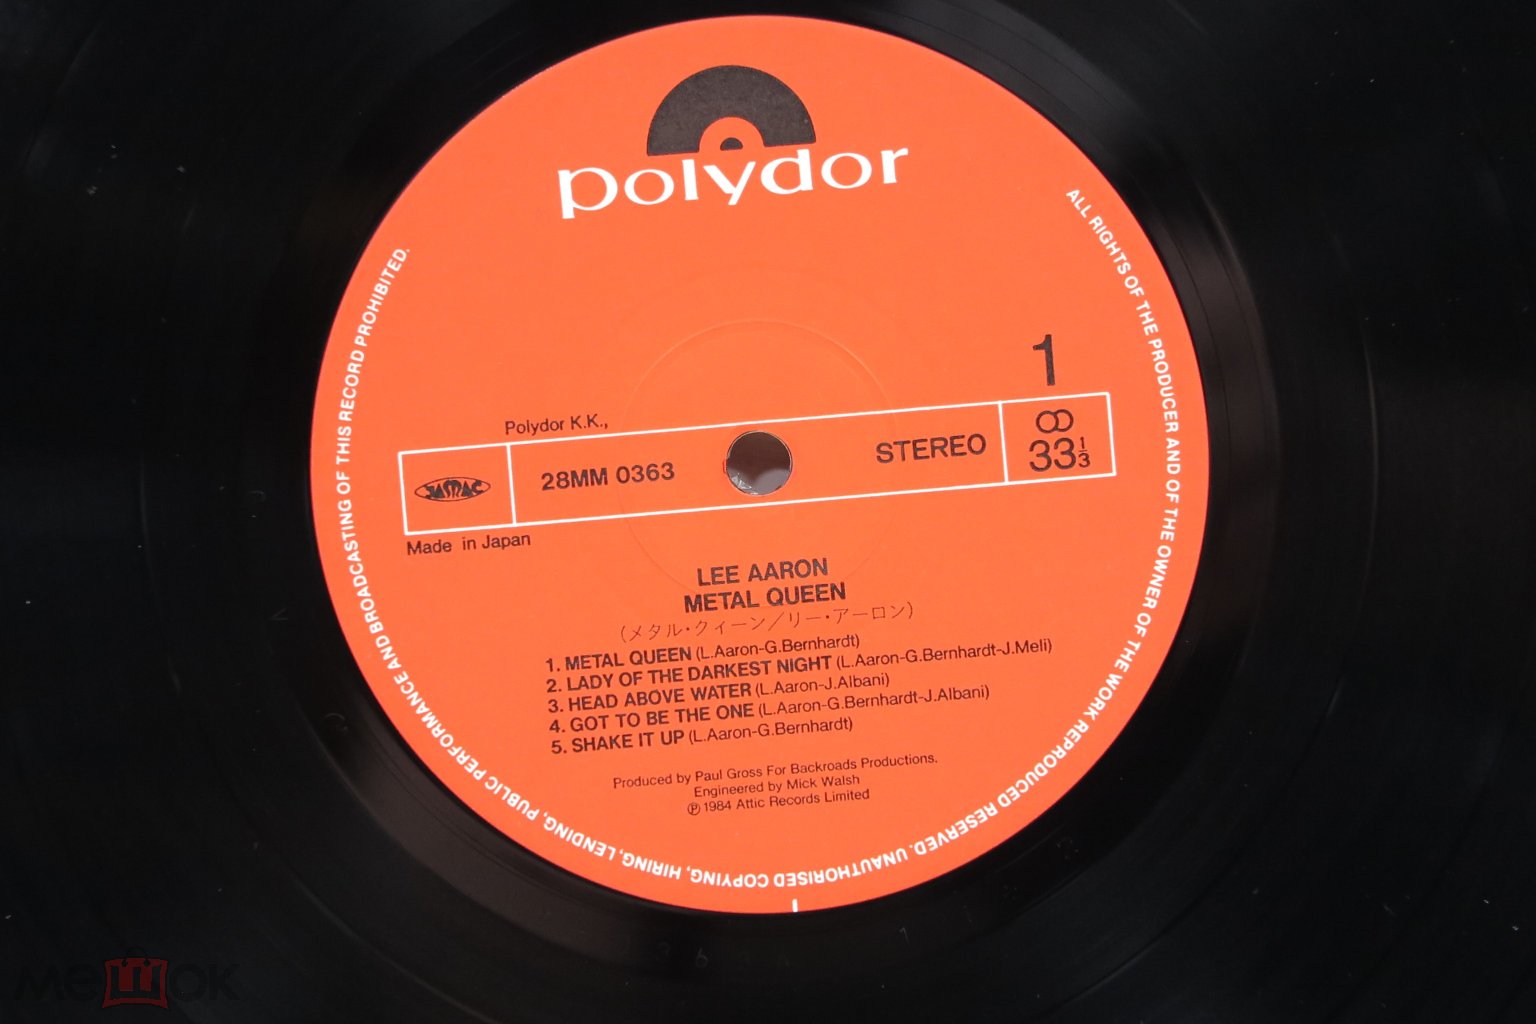 polydor
1
Polydor K.K.,
JASRAC
28MM 0363
STEREO
33⅓
Made in Japan
LEE AARON
METAL QUEEN
(メタル・クィーン/リー・アーロン)
1. METAL QUEEN (L.Aaron-G.Bernhardt)
2. LADY OF THE DARKEST NIGHT (L.Aaron-G.Bernhardt-J.Meli)
3. HEAD ABOVE WATER (L.Aaron-J.Albani)
4. GOT TO BE THE ONE (L.Aaron-G.Bernhardt-J.Albani)
5. SHAKE IT UP (L.Aaron-G.Bernhardt)
Produced by Paul Gross For Backroads Productions.
Engineered by Mick Walsh
℗ 1984 Attic Records Limited
ALL RIGHTS OF THE PRODUCER AND OF THE OWNER OF THE WORK REPRODUCED RESERVED. UNAUTHORISED COPYING, HIRING, LENDING, PUBLIC PERFORMANCE AND BROADCASTING OF THIS RECORD PROHIBITED.
мешок